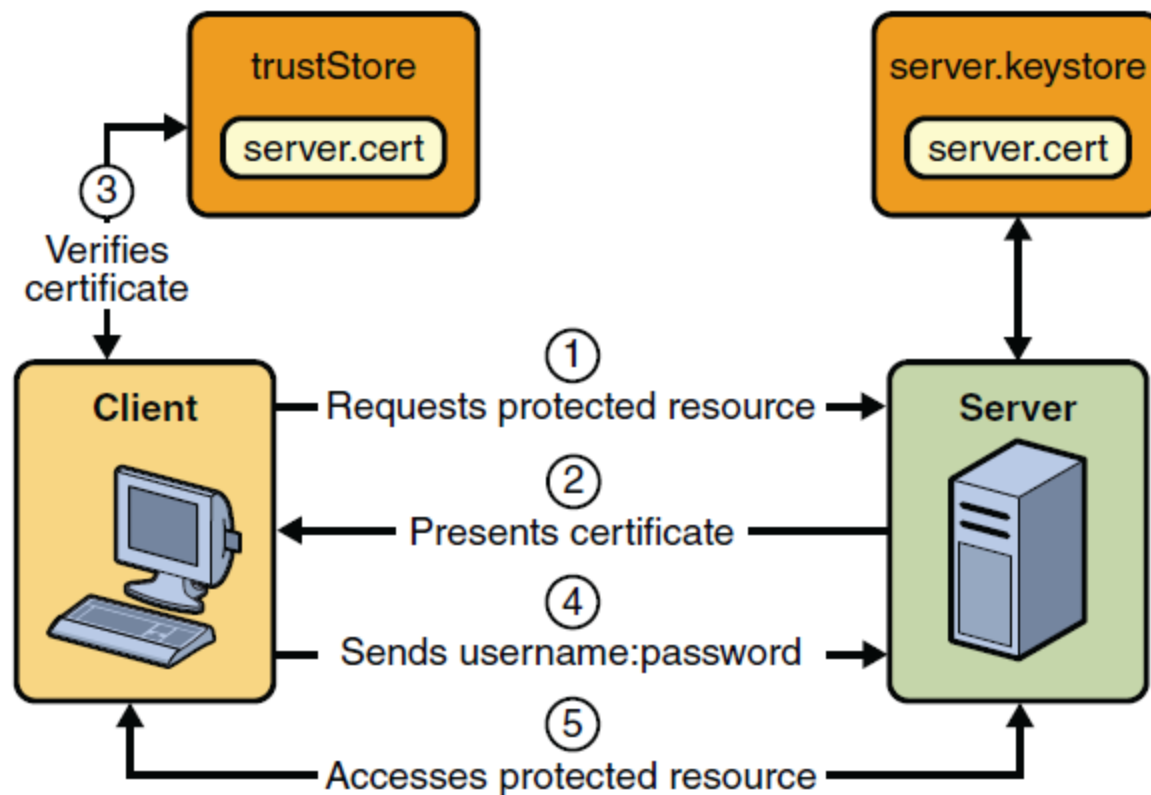 trustStore
server.cert
server.keystore
server.cert
3
Verifies
certificate
1
Client
Requests protected resource
Server
2
Presents certificate
4
Sends username:password
5
Accesses protected resource